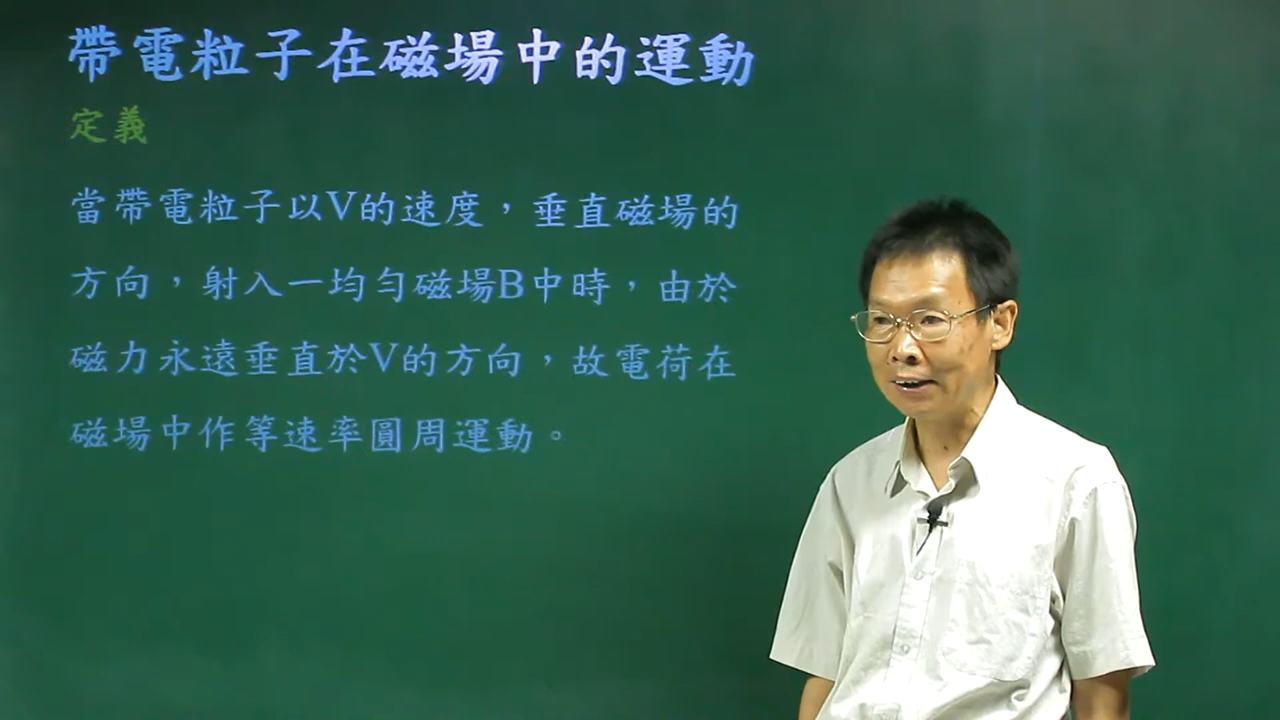 帶電粒子在磁場中的運動
定義
當帶電粒子以V的速度，垂直磁場的
方向，射入一均勻磁場B中時，由於
磁力永遠垂直於V的方向，故電荷在
磁場中作等速率圓周運動。